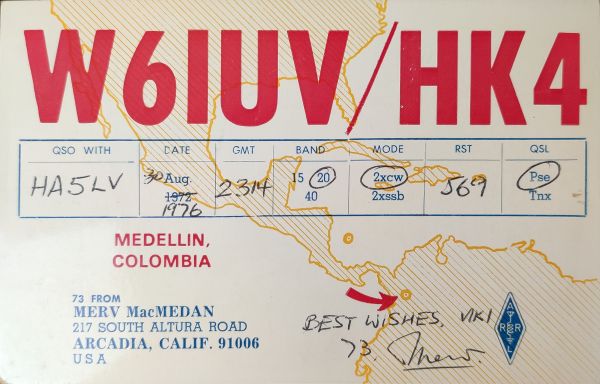 W6IUV/HK4
QSO WITH DATE GMT BAND MODE RST QSL
HA5LV 30 Aug. 1972 1976 2314 15 20 40 2xcw 2xssb 569 Pse Tnx
MEDELLIN,
COLOMBIA
73 FROM
MERV MacMEDAN
217 SOUTH ALTURA ROAD
ARCADIA, CALIF. 91006
USA
BEST WISHES, VIKI
73, Merv.
A
R R
L